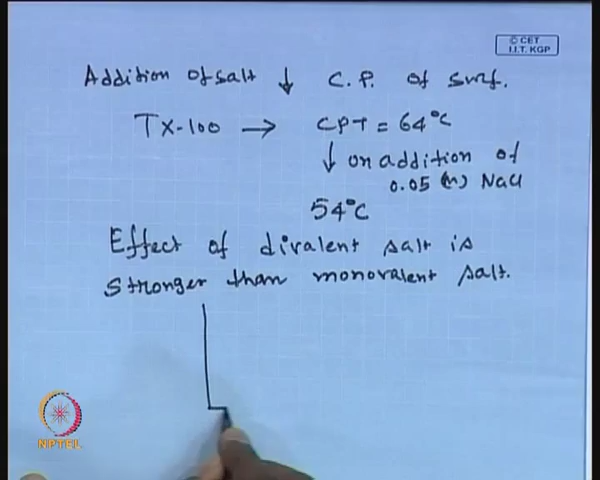 © CET
I.I.T. KGP
Addition of salt ↓ C.P. of surf.
TX-100 → CPT = 64°C
↓ on addition of
0.05 (M) NaCl
54°C
Effect of divalent salt is
stronger than monovalent salt.
NPTEL